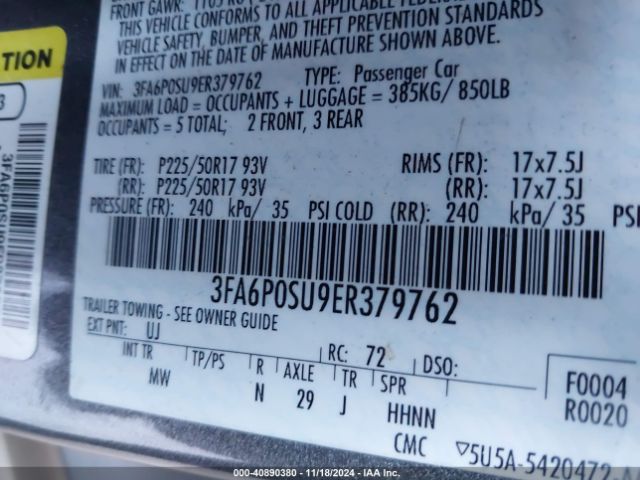 FRONT GAWR:
THIS VEHICLE CONFORMS TO ALL APPLICABLE FEDERAL
VEHICLE SAFETY, BUMPER, AND THEFT PREVENTION STANDARDS
IN EFFECT ON THE DATE OF MANUFACTURE SHOWN ABOVE.
VIN: 3FA6P0SU9ER379762 TYPE: Passenger Car
MAXIMUM LOAD = OCCUPANTS + LUGGAGE = 385KG/ 850LB
OCCUPANTS = 5 TOTAL; 2 FRONT, 3 REAR
TIRE (FR): P225/50R17 93V RIMS (FR): 17x7.5J
(RR): P225/50R17 93V (RR): 17x7.5J
PRESSURE (FR): 240 kPa/ 35 PSI COLD (RR): 240 kPa/ 35 PSI
3FA6P0SU9ER379762
TRAILER TOWING - SEE OWNER GUIDE
EXT PNT: UJ RC: 72 DSO:
INT TR TP/PS R AXLE TR SPR F0004
MW N 29 J HHNN R0020
CMC ▽5U5A-5420472-A
TION
3
000-40890380 - 11/18/2024 - IAA Inc.